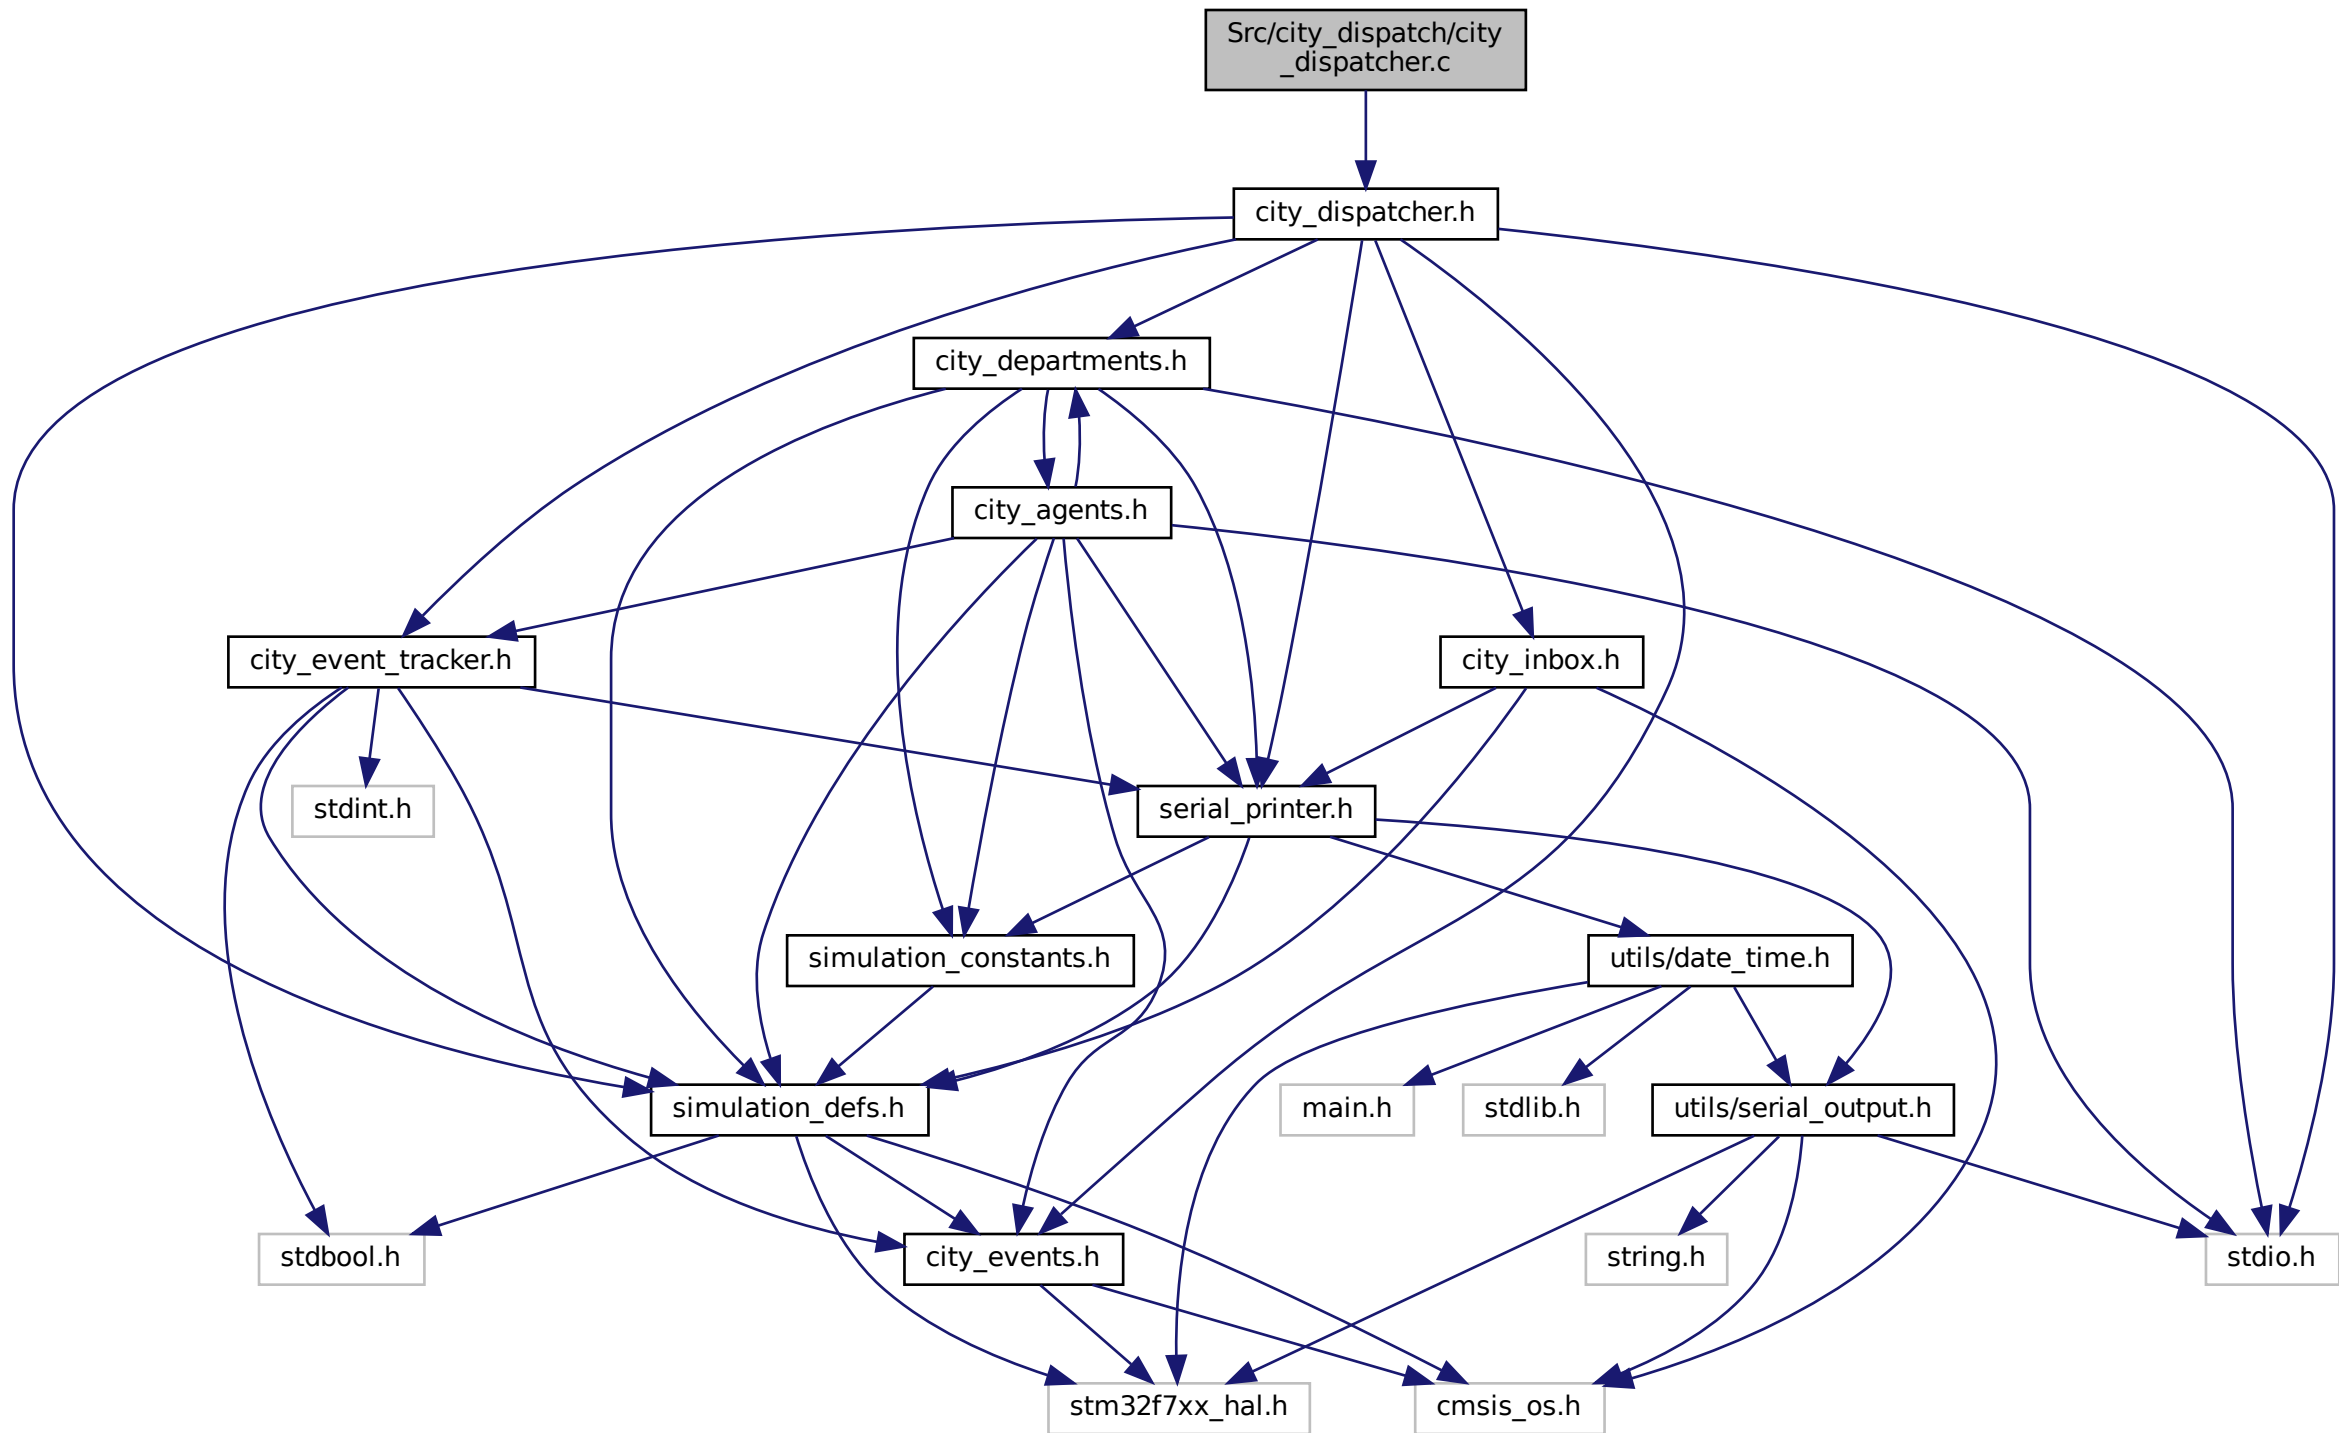 Src/city_dispatch/city
_dispatcher.c
city_dispatcher.h
city_departments.h
city_agents.h
city_event_tracker.h
city_inbox.h
stdint.h
serial_printer.h
simulation_constants.h
utils/date_time.h
simulation_defs.h
main.h
stdlib.h
utils/serial_output.h
stdbool.h
city_events.h
string.h
stdio.h
stm32f7xx_hal.h
cmsis_os.h